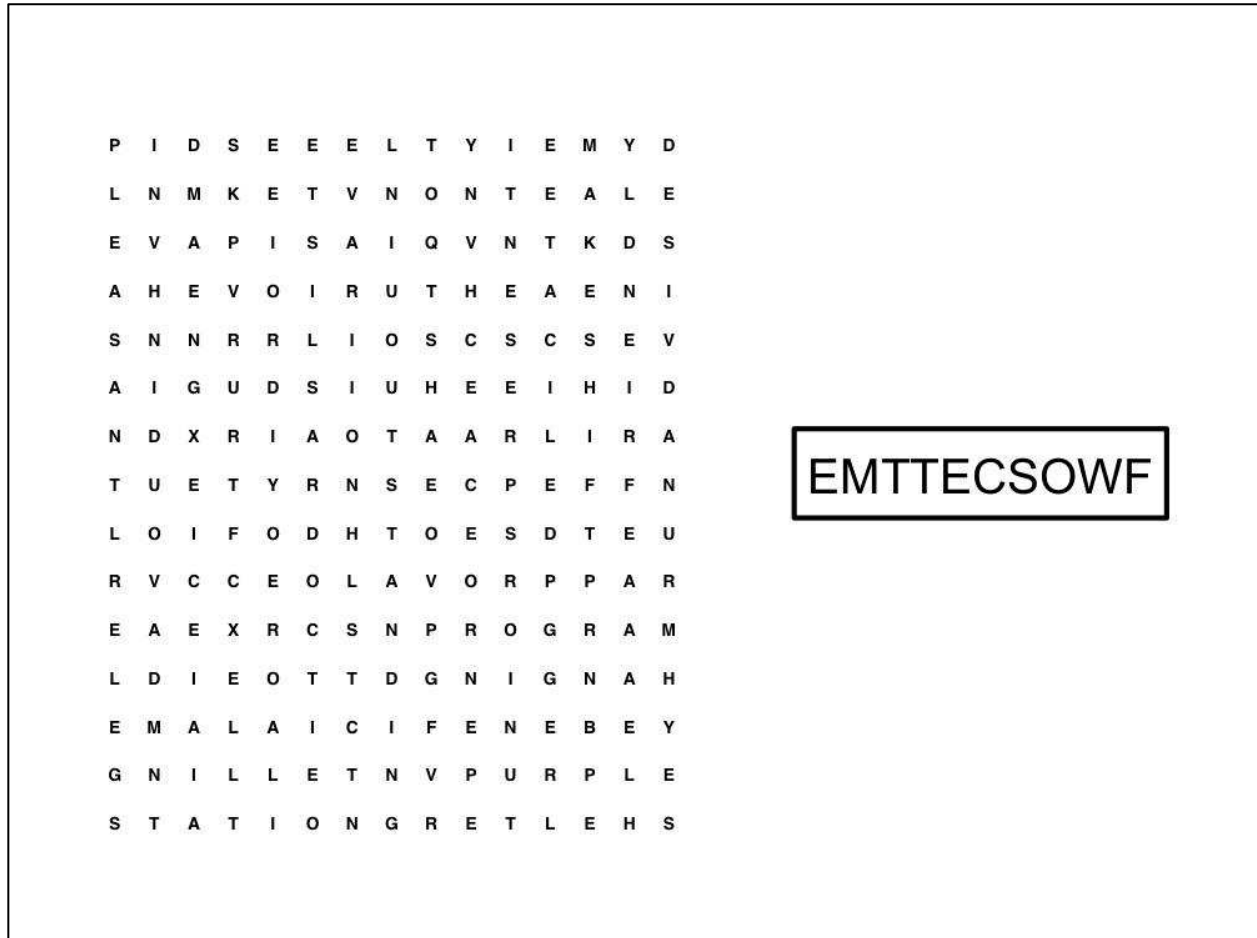 P I D S E E E L T Y I E M Y D
L N M K E T V N O N T E A L E
E V A P I S A I Q V N T K D S
A H E V O I R U T H E A E N I
S N N R R L I O S C S C S E V
A I G U D S I U H E E I H I D
N D X R I A O T A A R L I R A
T U E T Y R N S E C P E F F N
L O I F O D H T O E S D T E U
R V C C E O L A V O R P P A R
E A E X R C S N P R O G R A M
L D I E O T T D G N I G N A H
E M A L A I C I F E N E B E Y
G N I L L E T N V P U R P L E
S T A T I O N G R E T L E H S
EMTTECSOWF